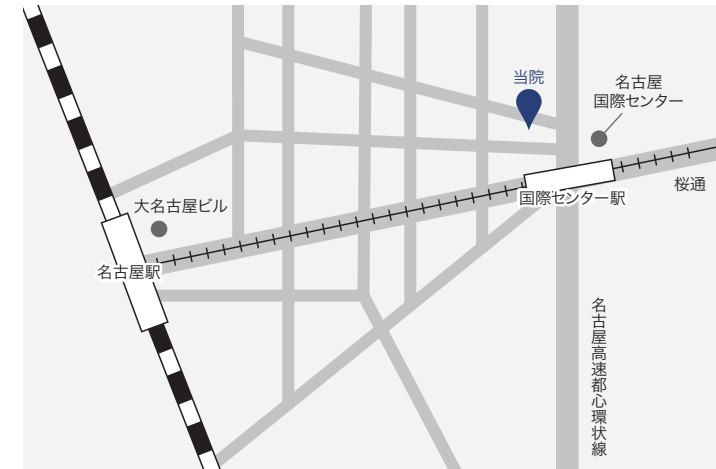 当院
名古屋
国際センター
桜通
国際センター駅
大名古屋ビル
名古屋駅
名古屋高速都心環状線